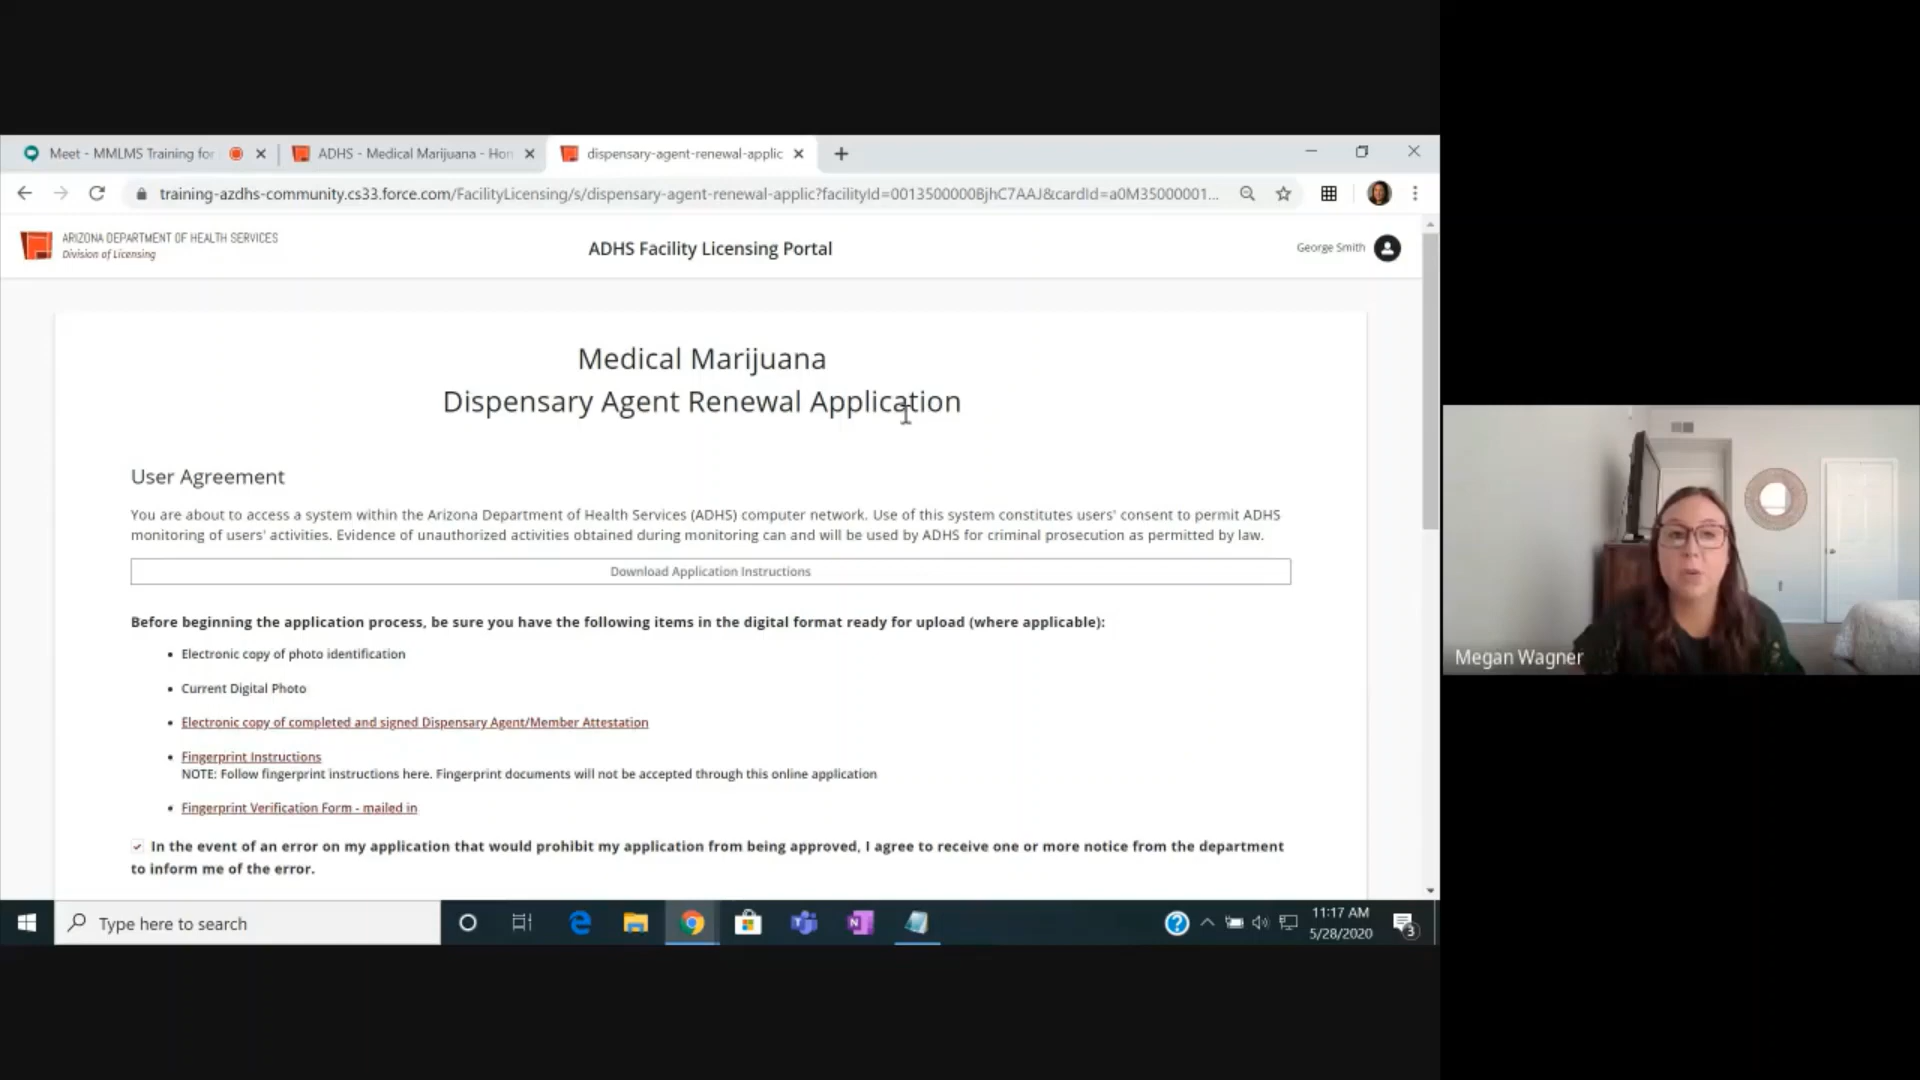 Meet - MMLMS Training for
ADHS - Medical Marijuana - Hon
dispensary-agent-renewal-applic
training-azdhs-community.cs33.force.com/FacilityLicensing/s/dispensary-agent-renewal-applic?facilityId=0013500000BjhC7AAJ&cardId=a0M35000001...
ARIZONA DEPARTMENT OF HEALTH SERVICES
Division of Licensing
ADHS Facility Licensing Portal
George Smith
Medical Marijuana
Dispensary Agent Renewal Application
User Agreement
You are about to access a system within the Arizona Department of Health Services (ADHS) computer network. Use of this system constitutes users' consent to permit ADHS
monitoring of users' activities. Evidence of unauthorized activities obtained during monitoring can and will be used by ADHS for criminal prosecution as permitted by law.
Download Application Instructions
Before beginning the application process, be sure you have the following items in the digital format ready for upload (where applicable):
• Electronic copy of photo identification
• Current Digital Photo
• Electronic copy of completed and signed Dispensary Agent/Member Attestation
• Fingerprint Instructions
NOTE: Follow fingerprint instructions here. Fingerprint documents will not be accepted through this online application
• Fingerprint Verification Form - mailed in
In the event of an error on my application that would prohibit my application from being approved, I agree to receive one or more notice from the department
to inform me of the error.
Megan Wagner
Type here to search
11:17 AM
5/28/2020
3